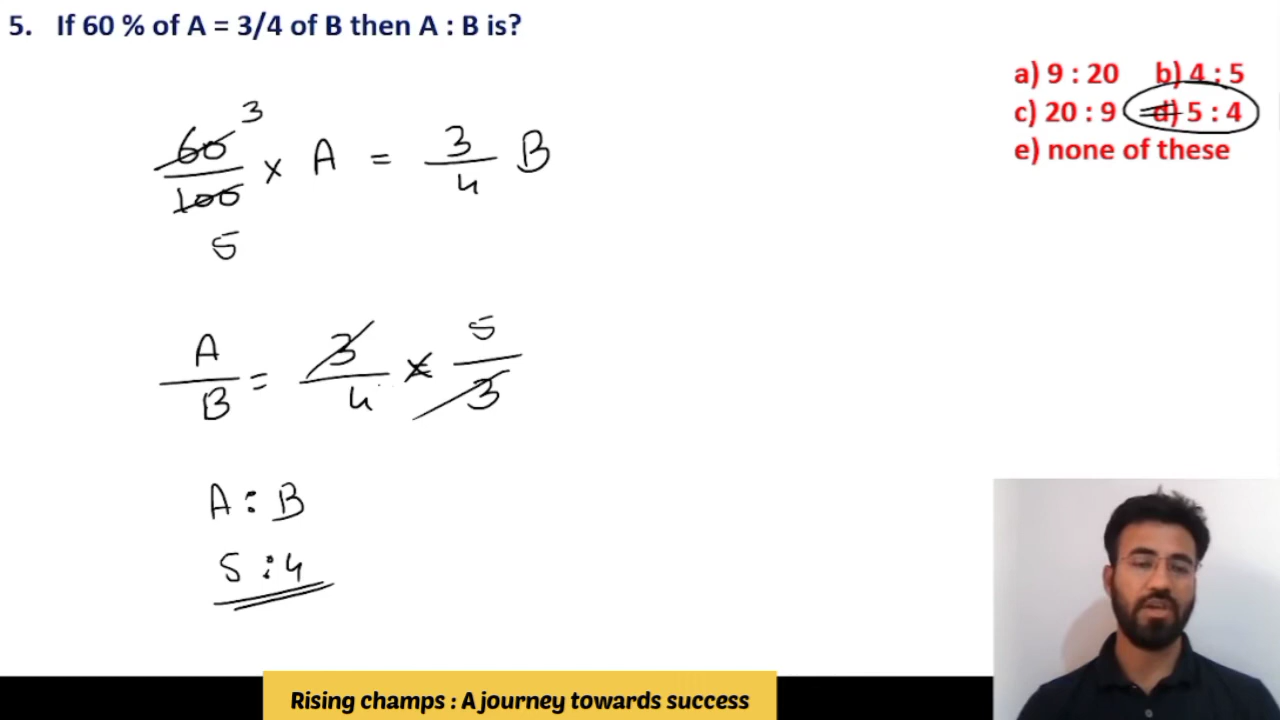 5. If 60 % of A = 3/4 of B then A : B is?
a) 9 : 20 b) 4 : 5
c) 20 : 9 d) 5 : 4
e) none of these
3
60/100 × A = 3/4 B
5
A/B = 3/4 × 5/3
A : B
5 : 4
Rising champs : A journey towards success